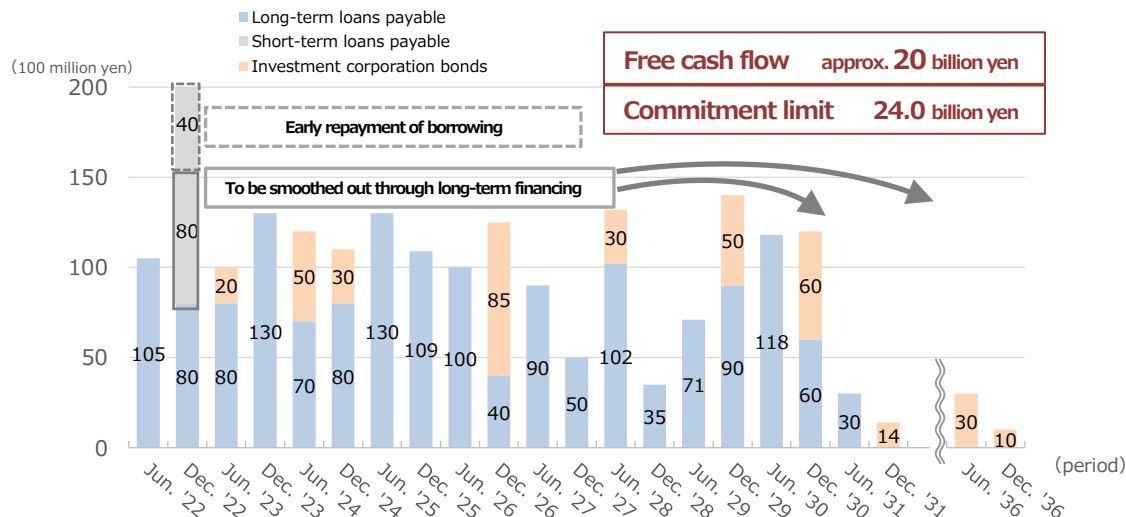 Long-term loans payable
Short-term loans payable
Investment corporation bonds
(100 million yen)
Free cash flow approx. 20 billion yen
Commitment limit 24.0 billion yen
200
150
100
50
0
40
Early repayment of borrowing
To be smoothed out through long-term financing
105
80
80
20
80
130
50
70
30
80
130
109
100
85
40
90
50
30
102
35
71
50
90
118
60
60
30
14
30
10
Jun. '22
Dec. '22
Jun. '23
Dec. '23
Jun. '24
Dec. '24
Jun. '25
Dec. '25
Jun. '26
Dec. '26
Jun. '27
Dec. '27
Jun. '28
Dec. '28
Jun. '29
Dec. '29
Jun. '30
Dec. '30
Jun. '31
Dec. '31
Jun. '36
Dec. '36
(period)